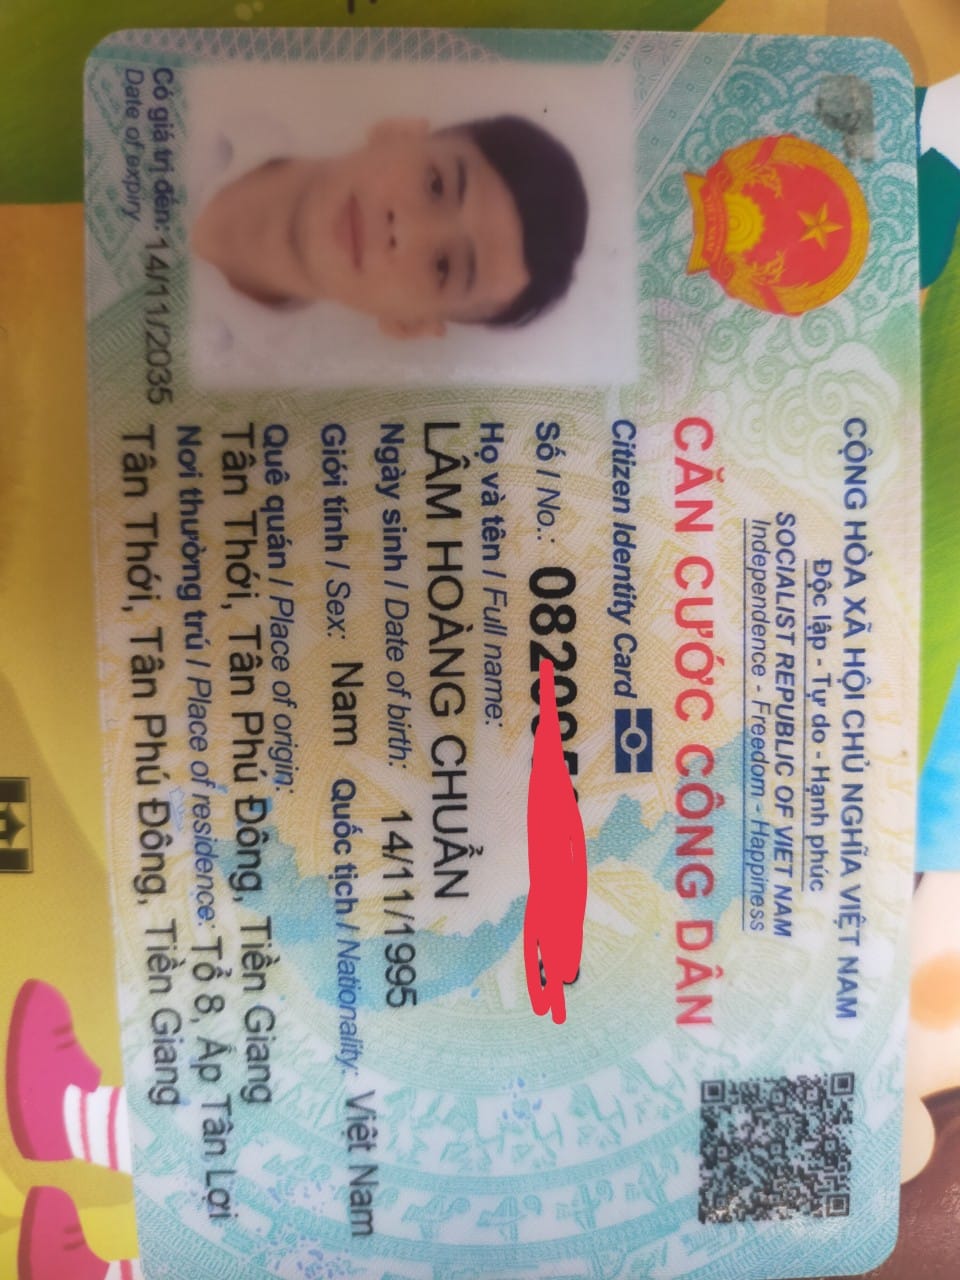 CỘNG HÒA XÃ HỘI CHỦ NGHĨA VIỆT NAM
Độc lập - Tự do - Hạnh phúc
SOCIALIST REPUBLIC OF VIET NAM
Independence - Freedom - Happiness
CĂN CƯỚC CÔNG DÂN
Citizen Identity Card
Số / No.:
Họ và tên / Full name:
LÂM HOÀNG CHUẨN
Ngày sinh / Date of birth: 14/11/1995
Giới tính / Sex: Nam Quốc tịch / Nationality: Việt Nam
Quê quán / Place of origin:
Tân Thới, Tân Phú Đông, Tiền Giang
Nơi thường trú / Place of residence: Tổ 8, Ấp Tân Lợi
Tân Thới, Tân Phú Đông, Tiền Giang
Có giá trị đến: 14/11/2035
Date of expiry